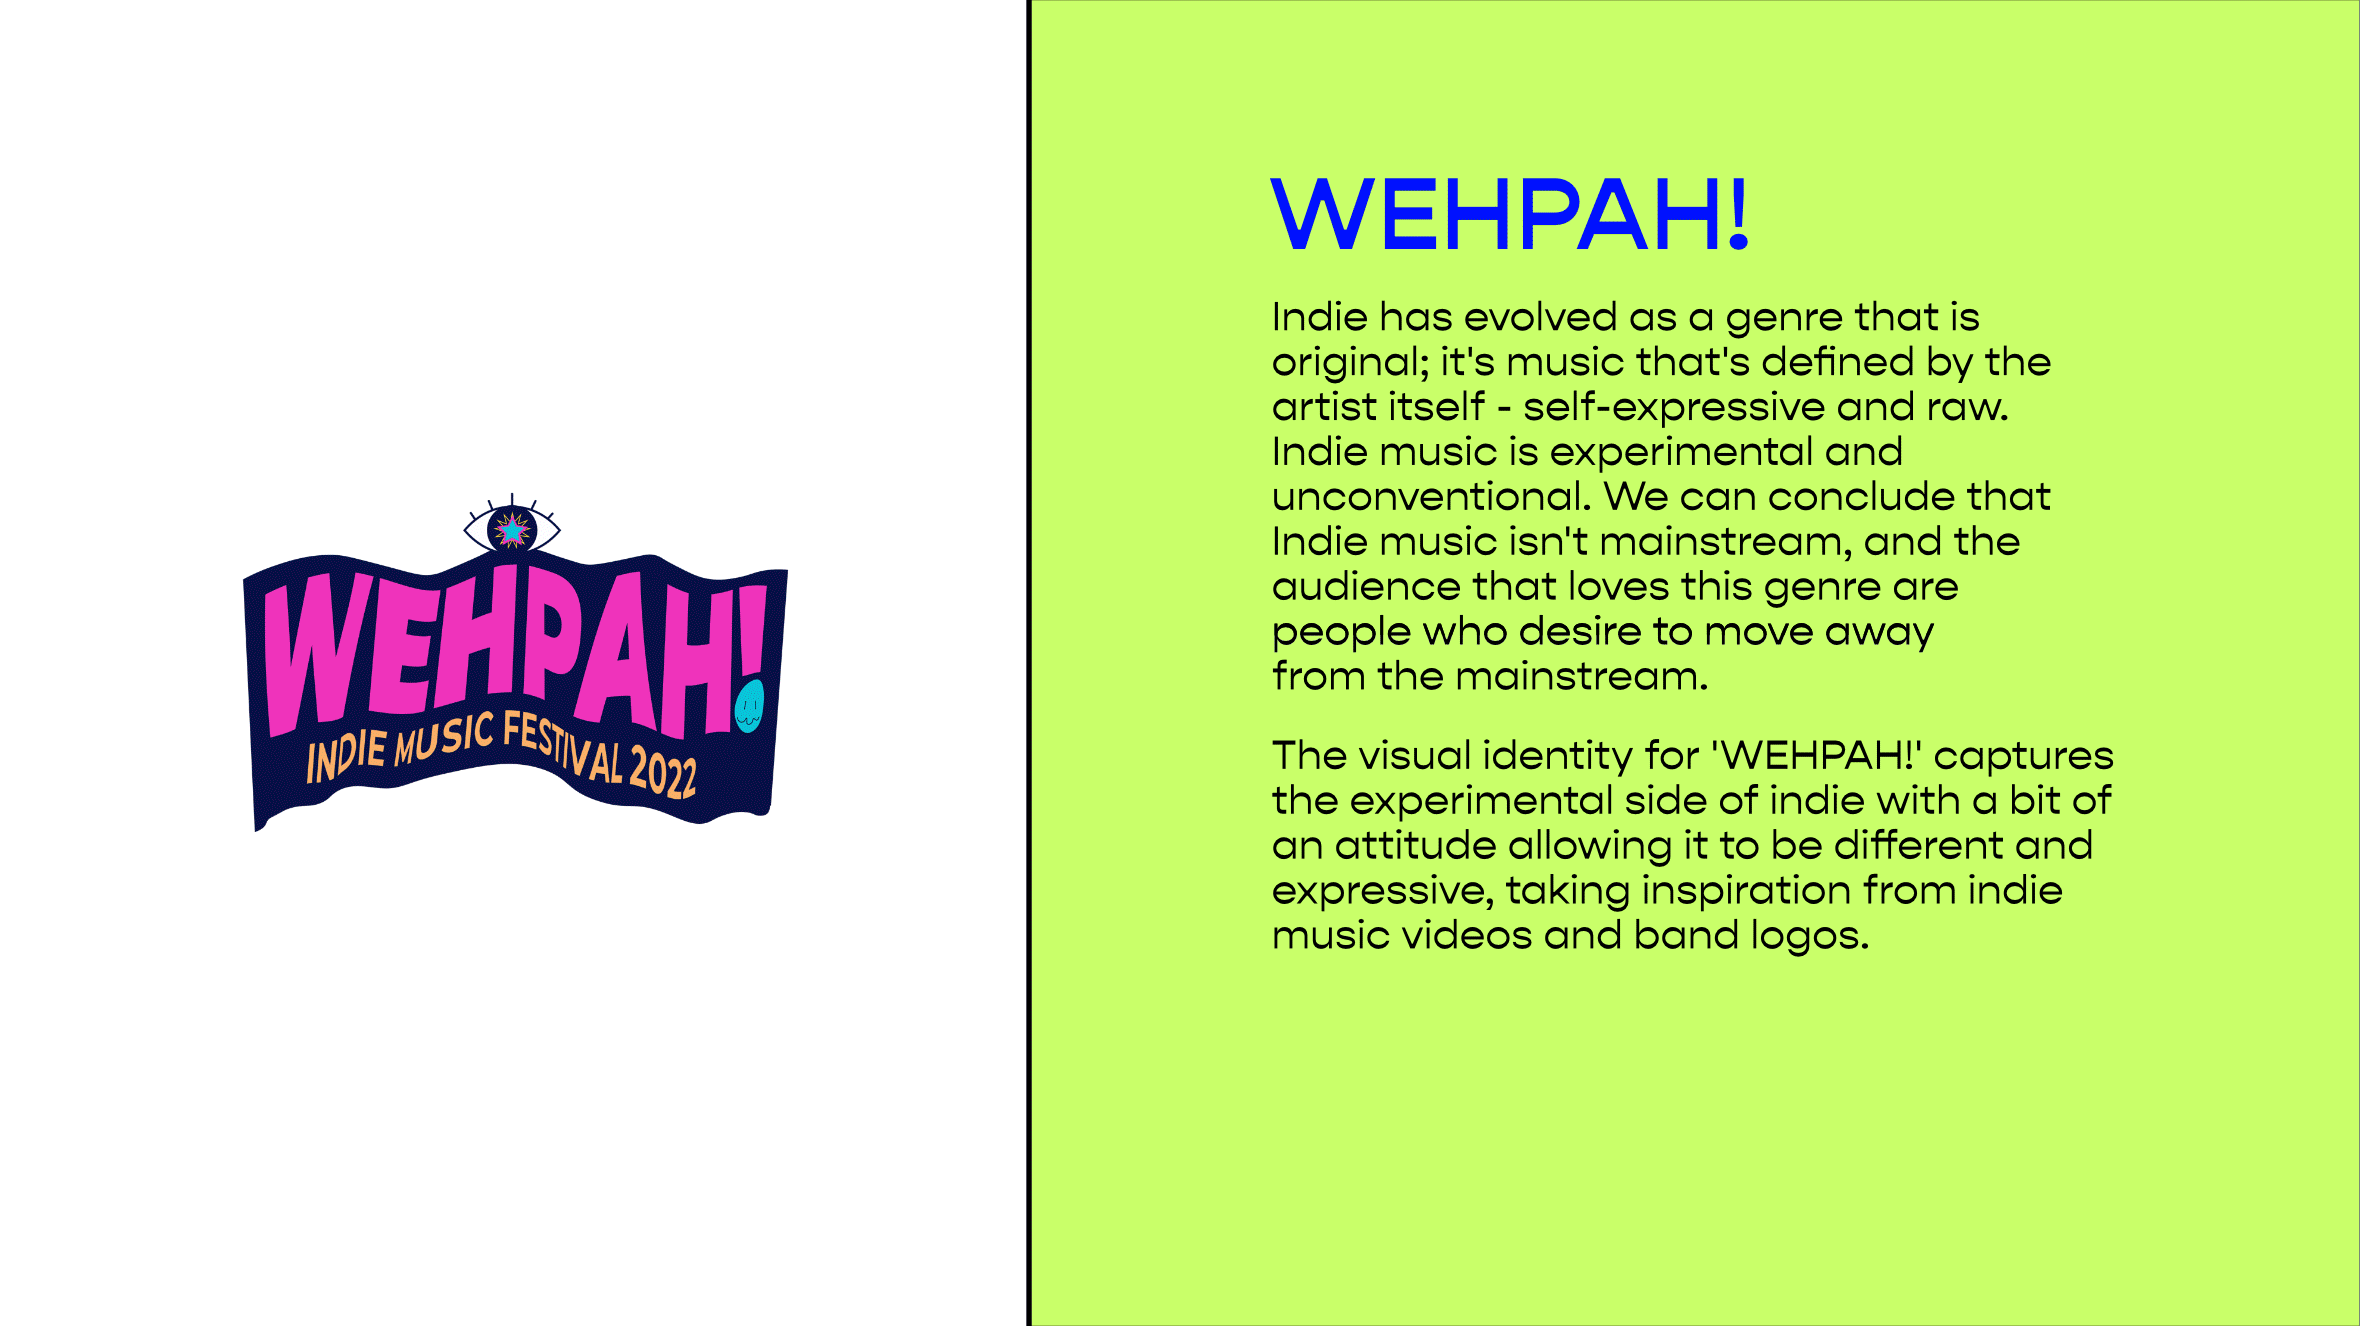 WEHPAH!
INDIE MUSIC FESTIVAL 2022
WEHPAH!
Indie has evolved as a genre that is
original; it's music that's defined by the
artist itself - self-expressive and raw.
Indie music is experimental and
unconventional. We can conclude that
Indie music isn't mainstream, and the
audience that loves this genre are
people who desire to move away
from the mainstream.
The visual identity for 'WEHPAH!' captures
the experimental side of indie with a bit of
an attitude allowing it to be different and
expressive, taking inspiration from indie
music videos and band logos.